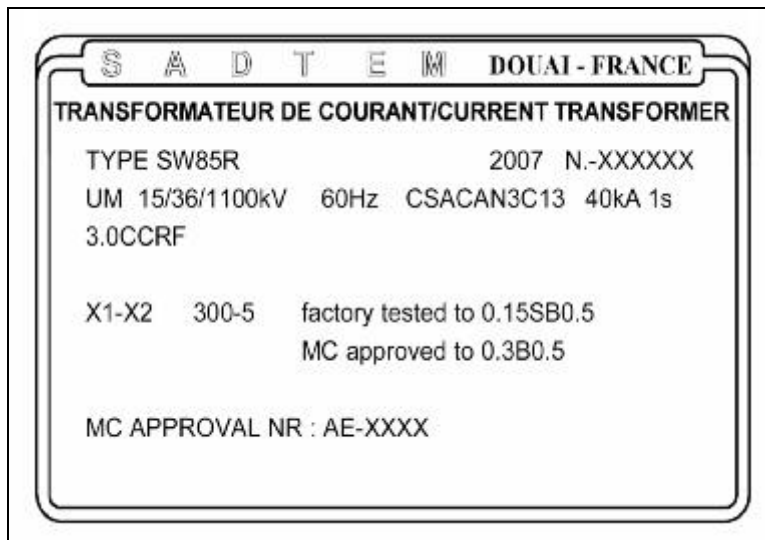 SADTEM DOUAI - FRANCE
TRANSFORMATEUR DE COURANT/CURRENT TRANSFORMER
TYPE SW85R 2007 N.-XXXXXX
UM 15/36/1100kV 60Hz CSACAN3C13 40kA 1s
3.0CCRF
X1-X2 300-5 factory tested to 0.15SB0.5
MC approved to 0.3B0.5
MC APPROVAL NR : AE-XXXX